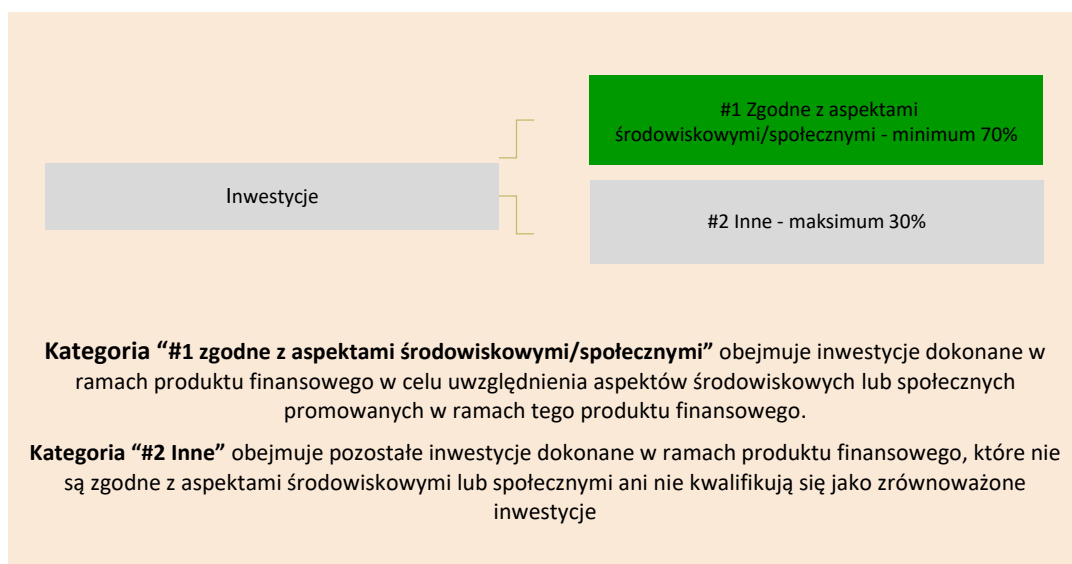 #1 Zgodne z aspektami
środowiskowymi/społecznymi - minimum 70%
Inwestycje
#2 Inne - maksimum 30%
Kategoria “#1 zgodne z aspektami środowiskowymi/społecznymi” obejmuje inwestycje dokonane w
ramach produktu finansowego w celu uwzględnienia aspektów środowiskowych lub społecznych
promowanych w ramach tego produktu finansowego.
Kategoria “#2 Inne” obejmuje pozostałe inwestycje dokonane w ramach produktu finansowego, które nie
są zgodne z aspektami środowiskowymi lub społecznymi ani nie kwalifikują się jako zrównoważone
inwestycje